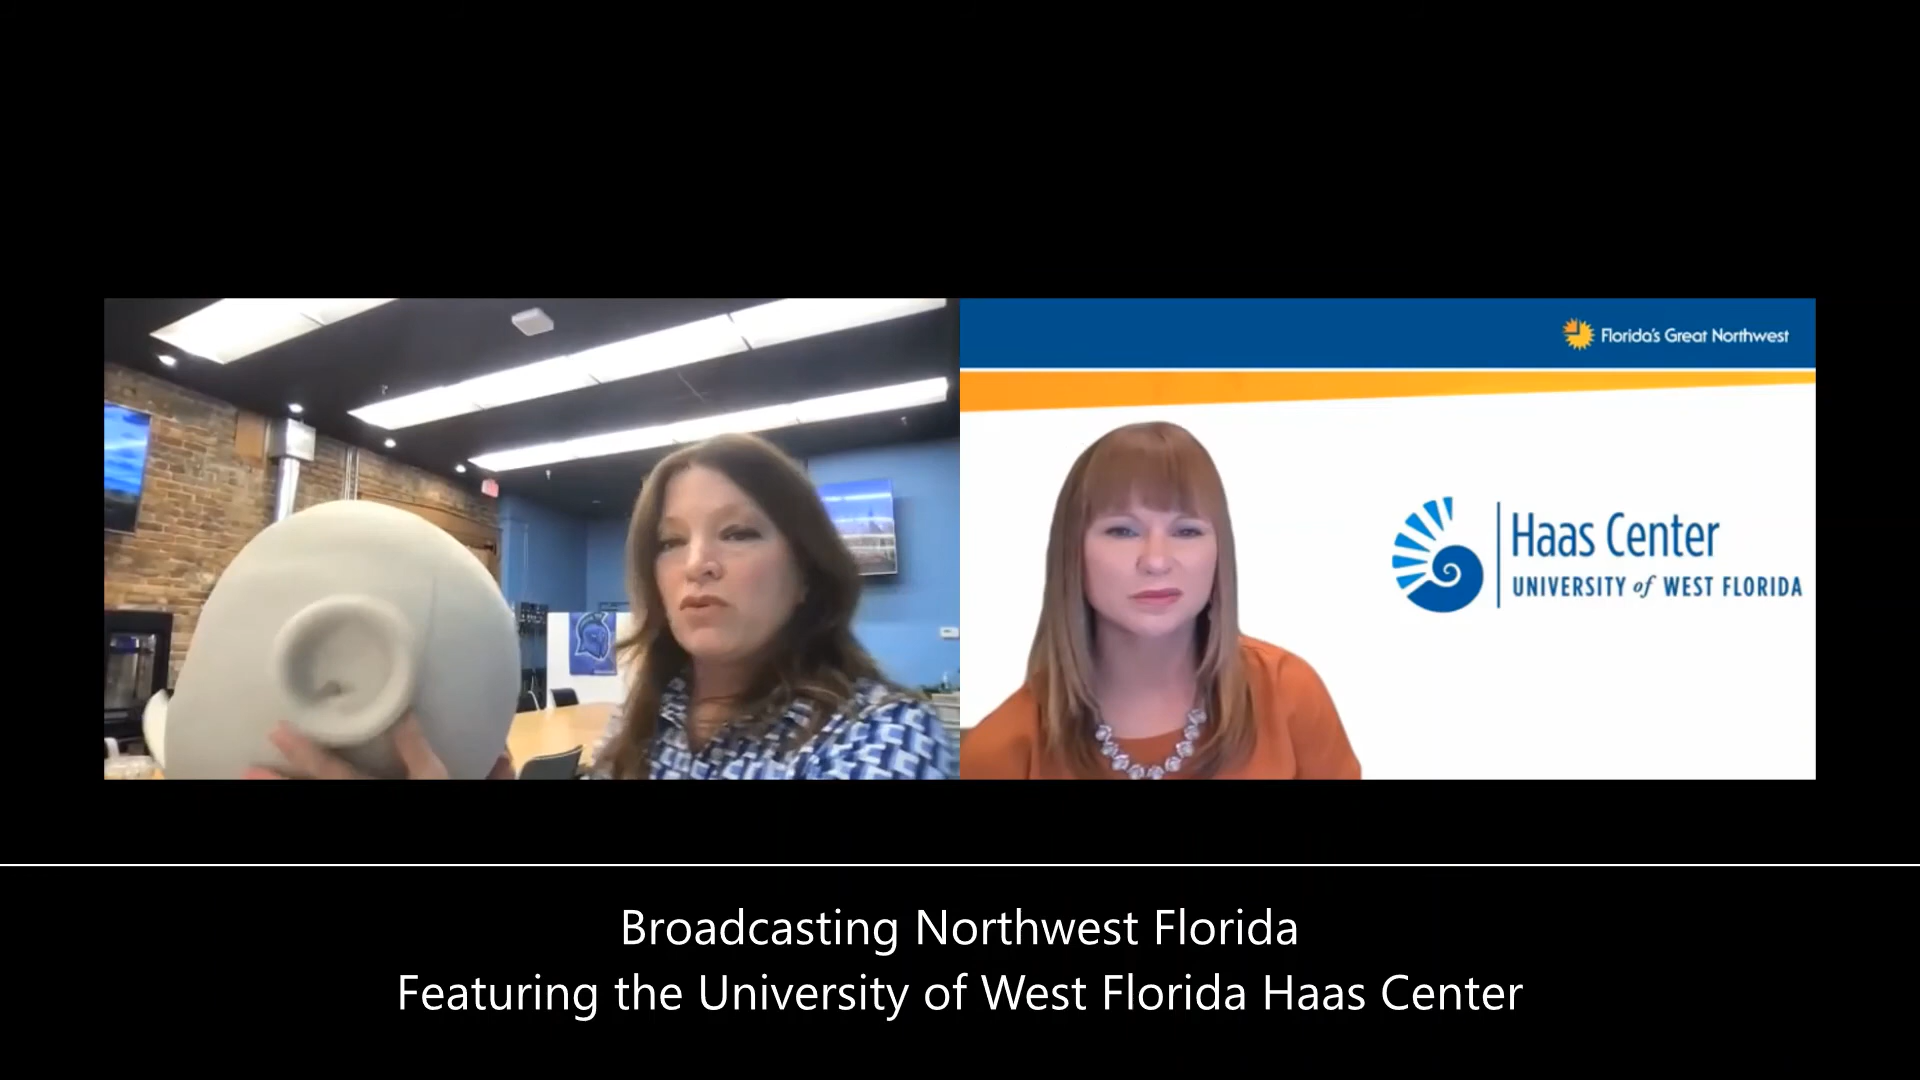 Florida's Great Northwest
Haas Center
UNIVERSITY of WEST FLORIDA
Broadcasting Northwest Florida
Featuring the University of West Florida Haas Center